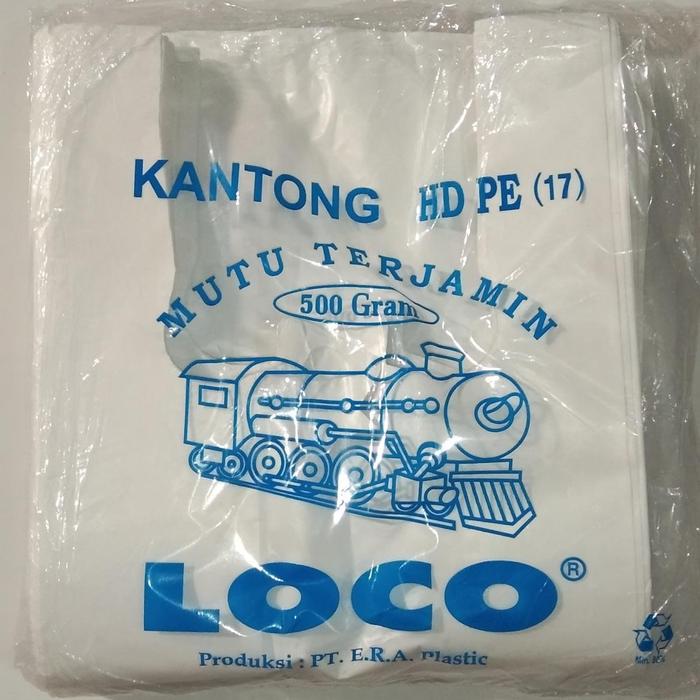 KANTONG HD PE (17)
MUTU TERJAMIN
500 Gram
LOCO®
Produksi : PT. E.R.A. Plastic